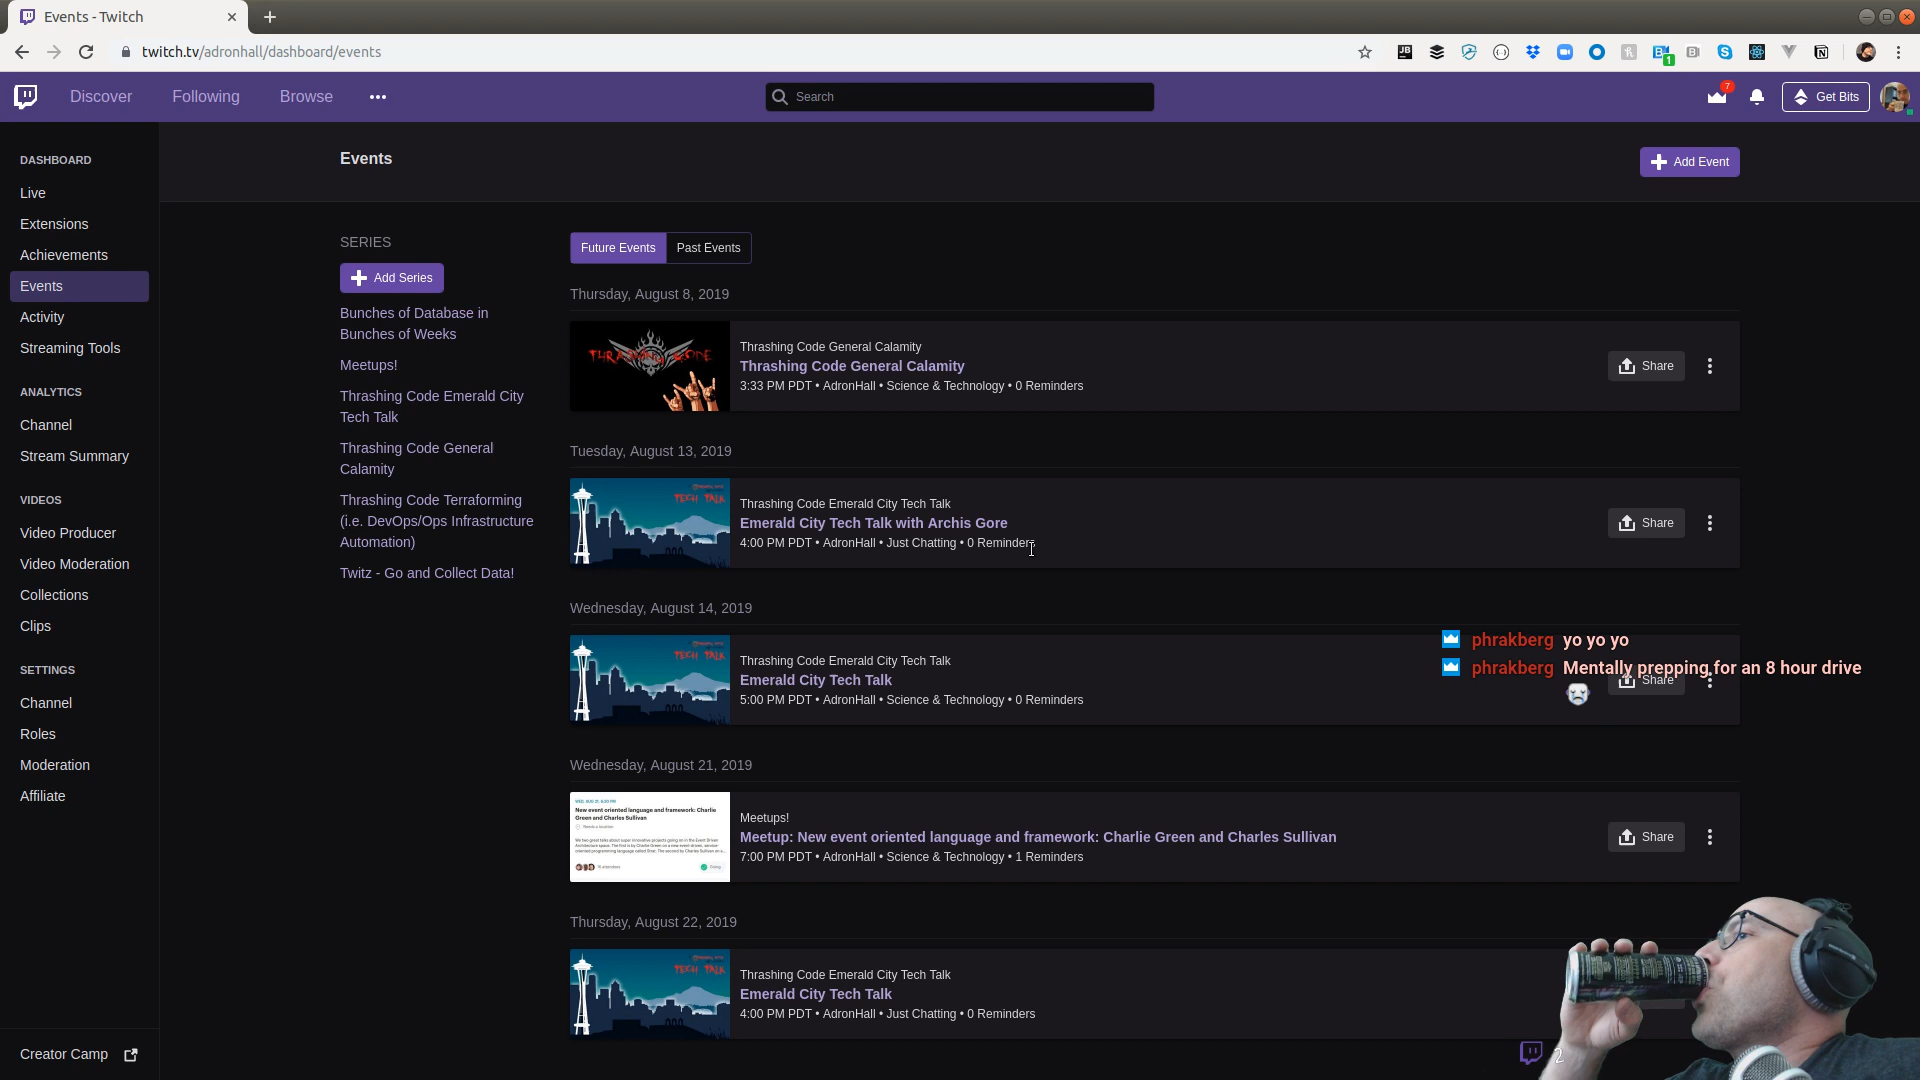 Events - Twitch
twitch.tv/adronhall/dashboard/events
1
Discover
Following
Browse
Search
7
Get Bits
DASHBOARD
Live
Extensions
Achievements
Events
Activity
Streaming Tools
ANALYTICS
Channel
Stream Summary
VIDEOS
Video Producer
Video Moderation
Collections
Clips
SETTINGS
Channel
Roles
Moderation
Affiliate
Creator Camp
Events
Add Event
SERIES
Add Series
Bunches of Database in
Bunches of Weeks
Meetups!
Thrashing Code Emerald City
Tech Talk
Thrashing Code General
Calamity
Thrashing Code Terraforming
(i.e. DevOps/Ops Infrastructure
Automation)
Twitz - Go and Collect Data!
Future Events
Past Events
Thursday, August 8, 2019
THRASHING CODE
Thrashing Code General Calamity
Thrashing Code General Calamity
3:33 PM PDT • AdronHall • Science & Technology • 0 Reminders
Share
Tuesday, August 13, 2019
TECH TALK
Thrashing Code Emerald City Tech Talk
Emerald City Tech Talk with Archis Gore
4:00 PM PDT • AdronHall • Just Chatting • 0 Reminders
Share
Wednesday, August 14, 2019
TECH TALK
Thrashing Code Emerald City Tech Talk
Emerald City Tech Talk
5:00 PM PDT • AdronHall • Science & Technology • 0 Reminders
Share
phrakberg yo yo yo
phrakberg Mentally prepping for an 8 hour drive
Wednesday, August 21, 2019
New event oriented language and framework: Charlie
Green and Charles Sullivan
Meetups!
Meetup: New event oriented language and framework: Charlie Green and Charles Sullivan
7:00 PM PDT • AdronHall • Science & Technology • 1 Reminders
Share
Thursday, August 22, 2019
TECH TALK
Thrashing Code Emerald City Tech Talk
Emerald City Tech Talk
4:00 PM PDT • AdronHall • Just Chatting • 0 Reminders
2